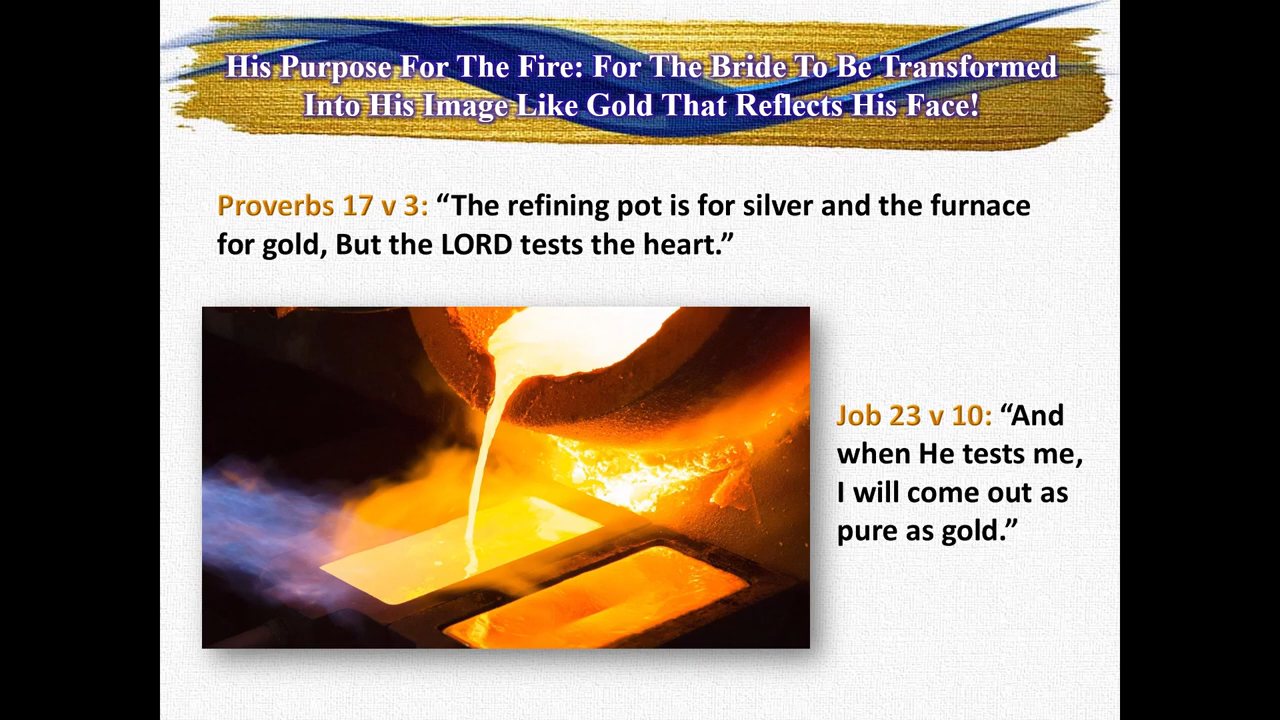 His Purpose For The Fire: For The Bride To Be Transformed
Into His Image Like Gold That Reflects His Face!
Proverbs 17 v 3: “The refining pot is for silver and the furnace
for gold, But the LORD tests the heart.”
Job 23 v 10: “And
when He tests me,
I will come out as
pure as gold.”